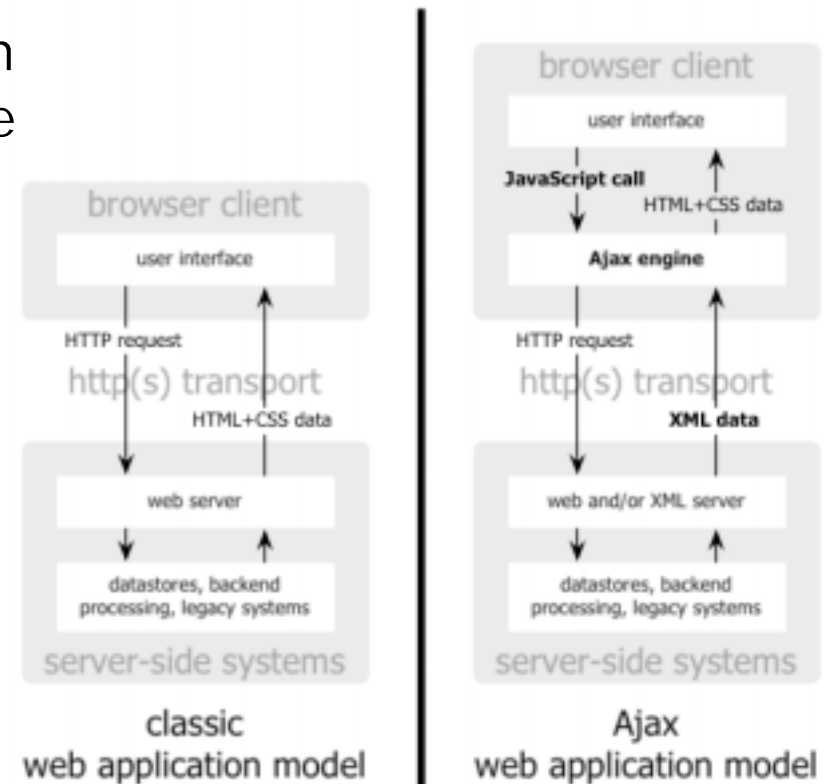 n
e
browser client
user interface
HTTP request
http(s) transport
HTML+CSS data
web server
datastores, backend
processing, legacy systems
server-side systems
classic
web application model
browser client
user interface
JavaScript call
HTML+CSS data
Ajax engine
HTTP request
http(s) transport
XML data
web and/or XML server
datastores, backend
processing, legacy systems
server-side systems
Ajax
web application model